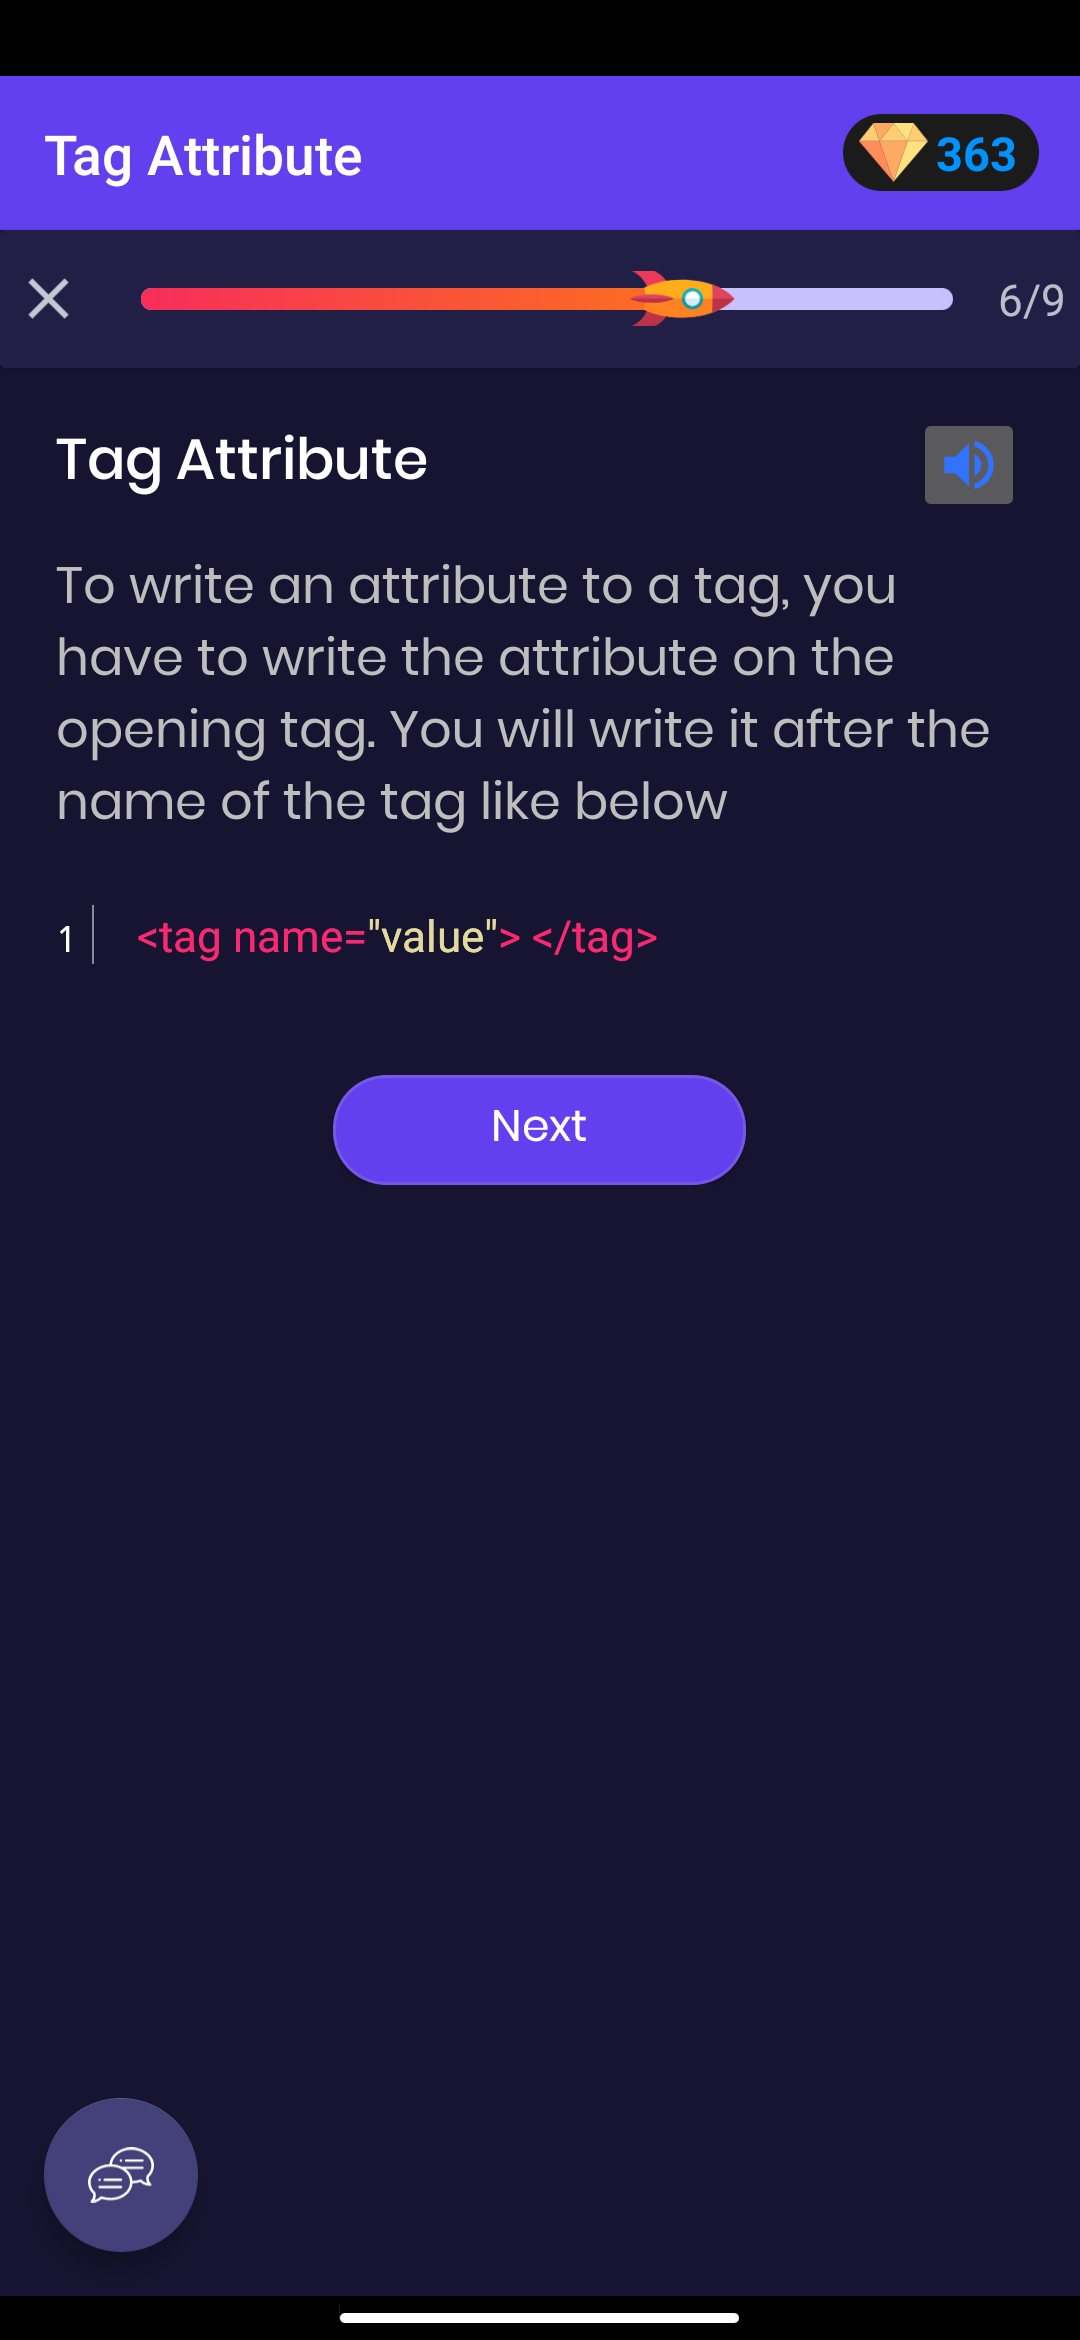 Tag Attribute
363
6/9
Tag Attribute
To write an attribute to a tag, you
have to write the attribute on the
opening tag. You will write it after the
name of the tag like below
1 <tag name="value"> </tag>
Next